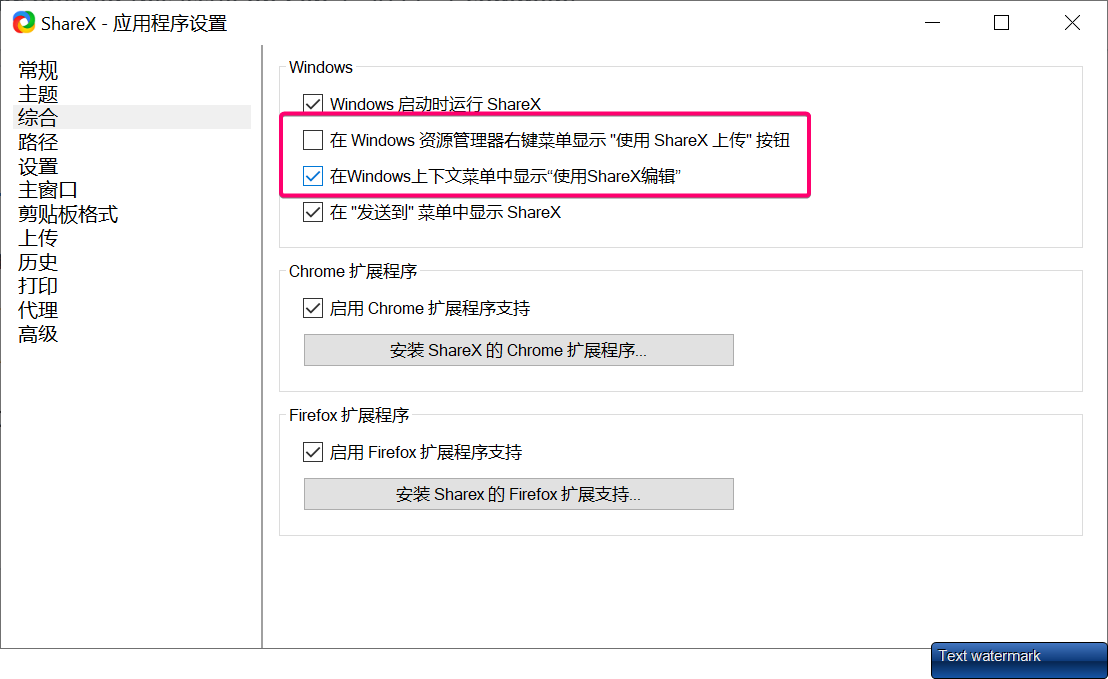 ShareX - 应用程序设置
常规
主题
综合
路径
设置
主窗口
剪贴板格式
上传
历史
打印
代理
高级
Windows
Windows 启动时运行 ShareX
在 Windows 资源管理器右键菜单显示 "使用 ShareX 上传" 按钮
在Windows上下文菜单中显示“使用ShareX编辑”
在 "发送到" 菜单中显示 ShareX
Chrome 扩展程序
启用 Chrome 扩展程序支持
安装 ShareX 的 Chrome 扩展程序...
Firefox 扩展程序
启用 Firefox 扩展程序支持
安装 Sharex 的 Firefox 扩展支持...
Text watermark